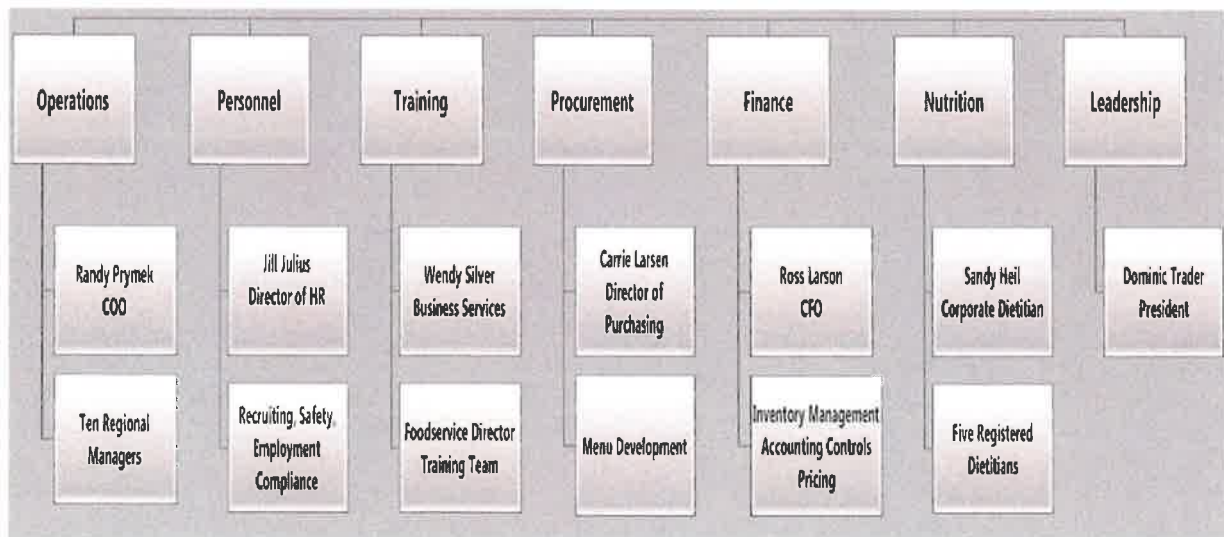 Operations
Personnel
Training
Procurement
Finance
Nutrition
Leadership
Randy Prymek
COO
Jill Julius
Director of HR
Wendy Silver
Business Services
Carrie Larsen
Director of
Purchasing
Ross Larson
CFO
Sandy Heil
Corporate Dietitian
Dominic Trader
President
Ten Regional
Managers
Recruiting, Safety,
Employment
Compliance
Foodservice Director
Training Team
Menu Development
Inventory Management
Accounting Controls
Pricing
Five Registered
Dietitians